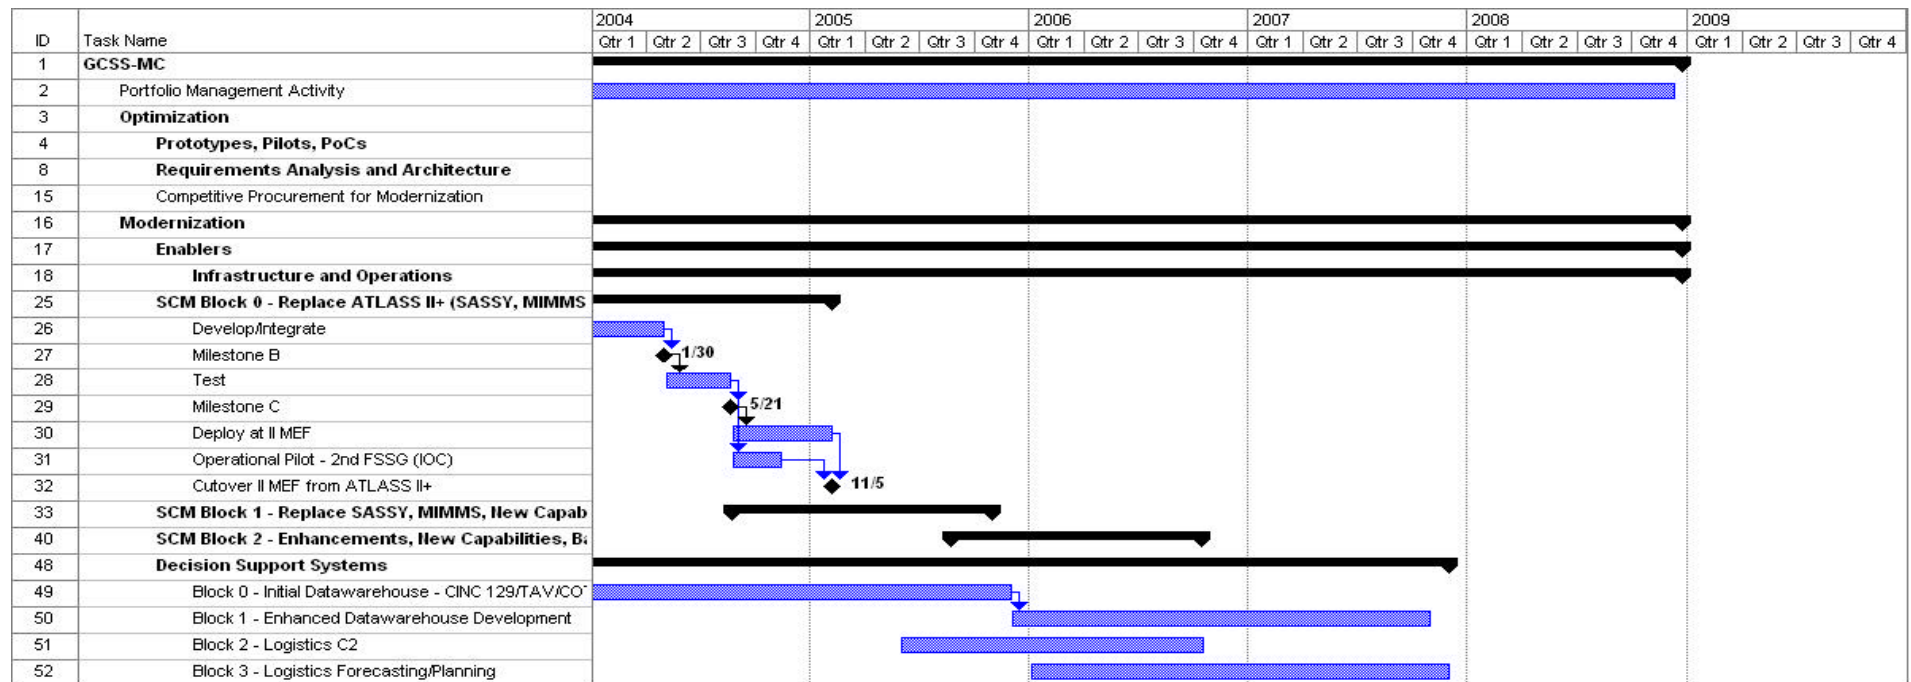 2004 2005 2006 2007 2008 2009
ID Task Name Qtr 1 Qtr 2 Qtr 3 Qtr 4 Qtr 1 Qtr 2 Qtr 3 Qtr 4 Qtr 1 Qtr 2 Qtr 3 Qtr 4 Qtr 1 Qtr 2 Qtr 3 Qtr 4 Qtr 1 Qtr 2 Qtr 3 Qtr 4 Qtr 1 Qtr 2 Qtr 3 Qtr 4
1 GCSS-MC
2 Portfolio Management Activity
3 Optimization
4 Prototypes, Pilots, PoCs
8 Requirements Analysis and Architecture
15 Competitive Procurement for Modernization
16 Modernization
17 Enablers
18 Infrastructure and Operations
25 SCM Block 0 - Replace ATLASS II+ (SASSY, MIMMS
26 Develop/Integrate
27 Milestone B 1/30
28 Test
29 Milestone C 5/21
30 Deploy at II MEF
31 Operational Pilot - 2nd FSSG (IOC)
32 Cutover II MEF from ATLASS II+ 11/5
33 SCM Block 1 - Replace SASSY, MIMMS, New Capab
40 SCM Block 2 - Enhancements, New Capabilities, Ba
48 Decision Support Systems
49 Block 0 - Initial Datawarehouse - CINC 129/TAV/CO
50 Block 1 - Enhanced Datawarehouse Development
51 Block 2 - Logistics C2
52 Block 3 - Logistics Forecasting/Planning